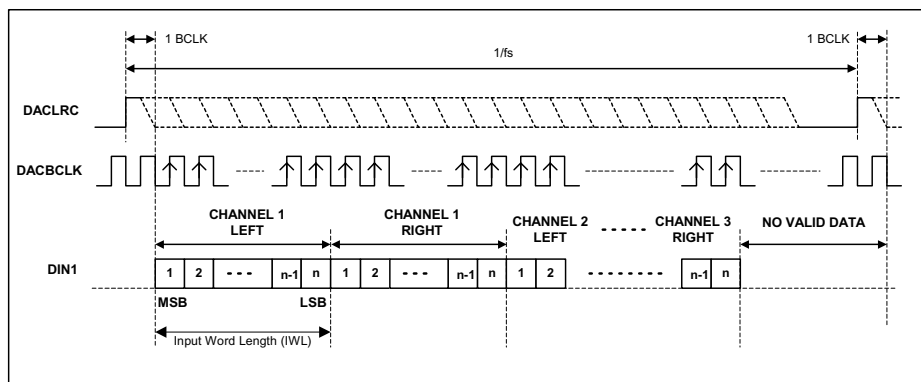 1 BCLK
1 BCLK
1/fs
DACLRC
DACBCLK
CHANNEL 1
LEFT
CHANNEL 1
RIGHT
CHANNEL 2
LEFT
CHANNEL 3
RIGHT
NO VALID DATA
DIN1
1 2 n-1 n 1 2 n-1 n 1 2 n-1 n
MSB LSB
Input Word Length (IWL)